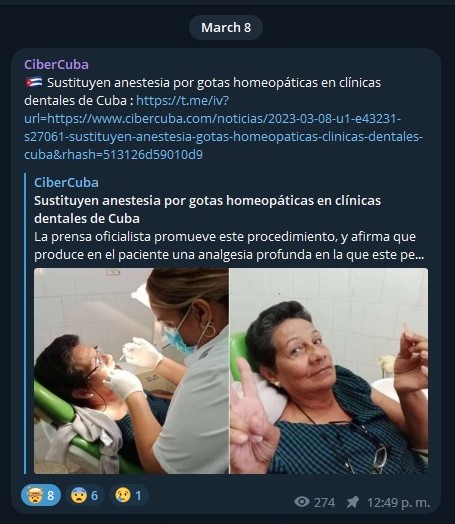 March 8
CiberCuba
🇨🇺 Sustituyen anestesia por gotas homeopáticas en clínicas
dentales de Cuba : https://t.me/iv?
url=https://www.cibercuba.com/noticias/2023-03-08-u1-e43231-
s27061-sustituyen-anestesia-gotas-homeopaticas-clinicas-dentales-
cuba&rhash=513126d59010d9
CiberCuba
Sustituyen anestesia por gotas homeopáticas en clínicas
dentales de Cuba
La prensa oficialista promueve este procedimiento, y afirma que
produce en el paciente una analgesia profunda en la que este pe...
🤯 8 😨 6 😢 1
274 12:49 p. m.